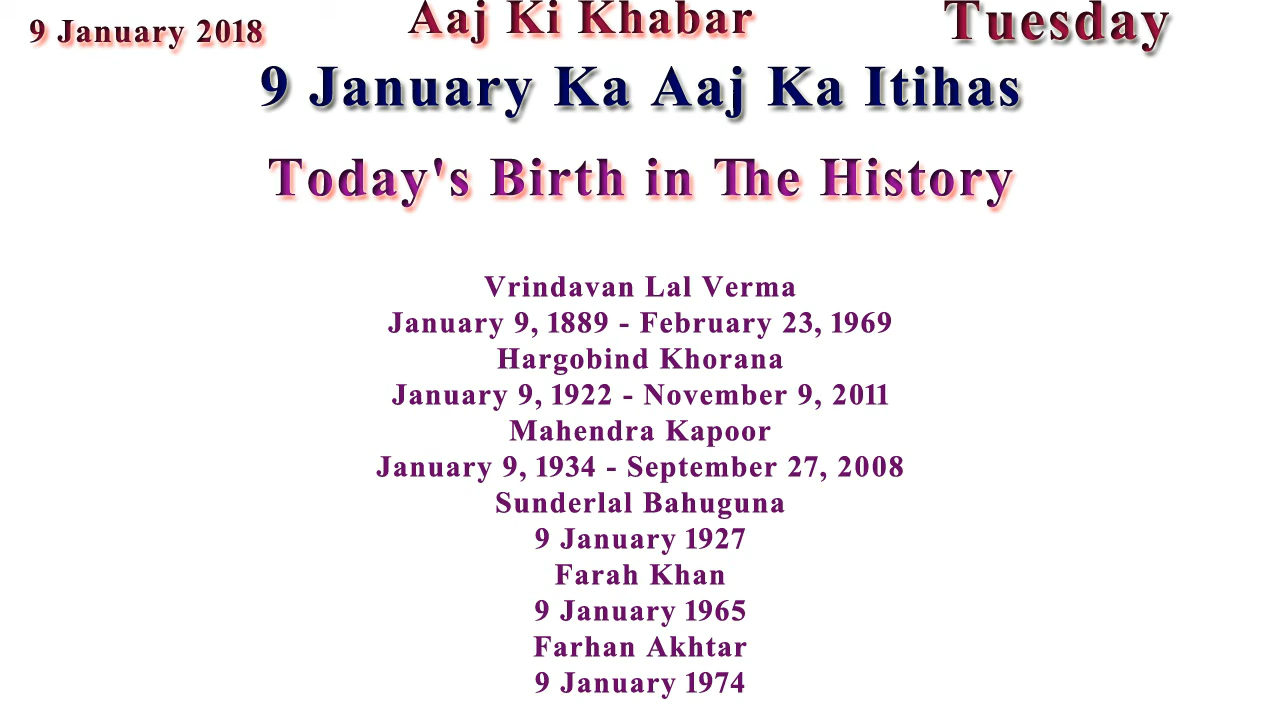 9 January 2018
Aaj Ki Khabar
Tuesday
9 January Ka Aaj Ka Itihas
Today's Birth in The History
Vrindavan Lal Verma
January 9, 1889 - February 23, 1969
Hargobind Khorana
January 9, 1922 - November 9, 2011
Mahendra Kapoor
January 9, 1934 - September 27, 2008
Sunderlal Bahuguna
9 January 1927
Farah Khan
9 January 1965
Farhan Akhtar
9 January 1974